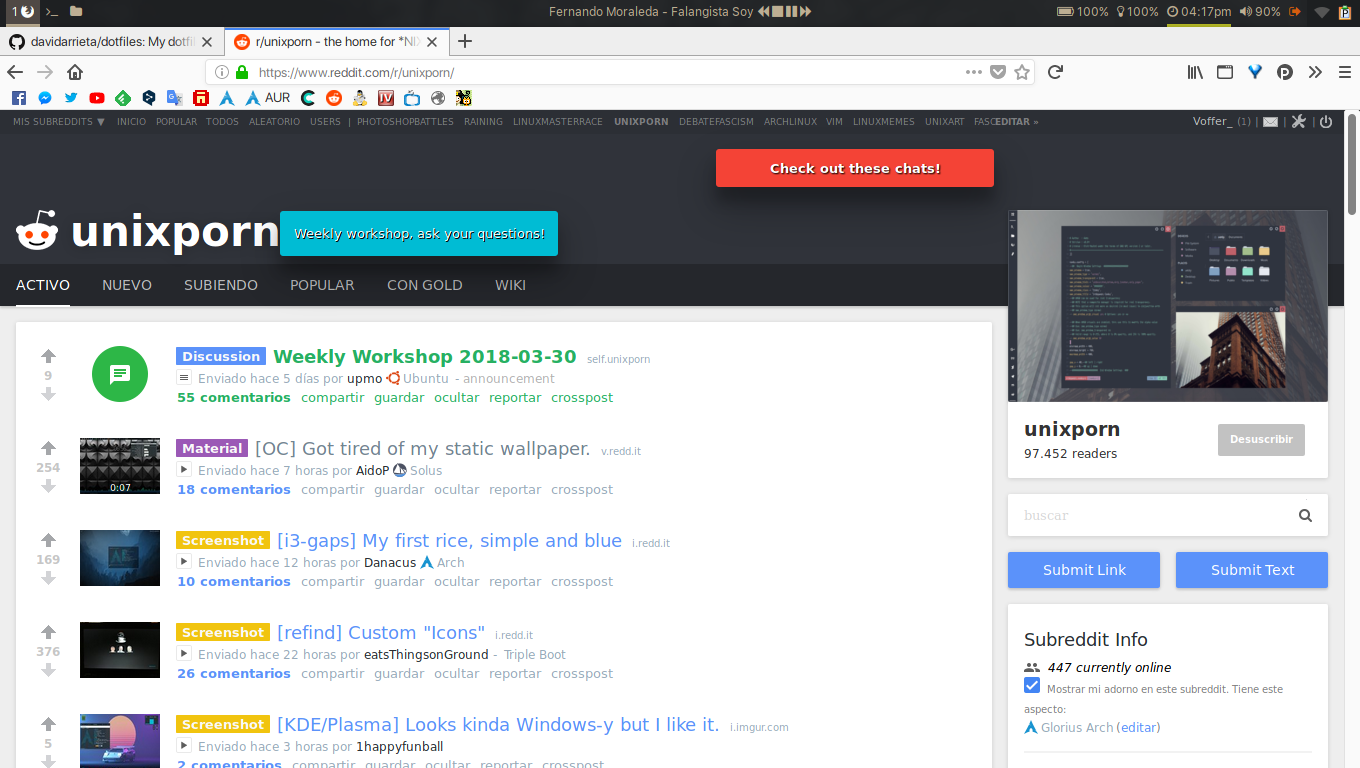 1
Fernando Moraleda - Falangista Soy
100% 100% 04:17pm 90%
davidarrieta/dotfiles: My dotfil
r/unixporn - the home for *NIX
https://www.reddit.com/r/unixporn/
AUR
MIS SUBREDDITS ▼ INICIO POPULAR TODOS ALEATORIO USERS | PHOTOSHOPBATTLES RAINING LINUXMASTERRACE UNIXPORN DEBATEFASCISM ARCHLINUX VIM LINUXMEMES UNIXART FASC EDITAR »
Voffer_ (1) | | |
Check out these chats!
unixporn
Weekly workshop, ask your questions!
ACTIVO NUEVO SUBIENDO POPULAR CON GOLD WIKI
9
Discussion Weekly Workshop 2018-03-30 self.unixporn
Enviado hace 5 días por upmo Ubuntu - announcement
55 comentarios compartir guardar ocultar reportar crosspost
254
0:07
Material [OC] Got tired of my static wallpaper. v.redd.it
Enviado hace 7 horas por AidoP Solus
18 comentarios compartir guardar ocultar reportar crosspost
169
Screenshot [i3-gaps] My first rice, simple and blue i.redd.it
Enviado hace 12 horas por Danacus Arch
10 comentarios compartir guardar ocultar reportar crosspost
376
Screenshot [refind] Custom "Icons" i.redd.it
Enviado hace 22 horas por eatsThingsonGround - Triple Boot
26 comentarios compartir guardar ocultar reportar crosspost
5
Screenshot [KDE/Plasma] Looks kinda Windows-y but I like it. i.imgur.com
Enviado hace 3 horas por 1happyfunball
2 comentarios compartir guardar ocultar reportar crosspost
unixporn
97.452 readers
Desuscribir
buscar
Submit Link
Submit Text
Subreddit Info
447 currently online
Mostrar mi adorno en este subreddit. Tiene este
aspecto:
Glorius Arch (editar)